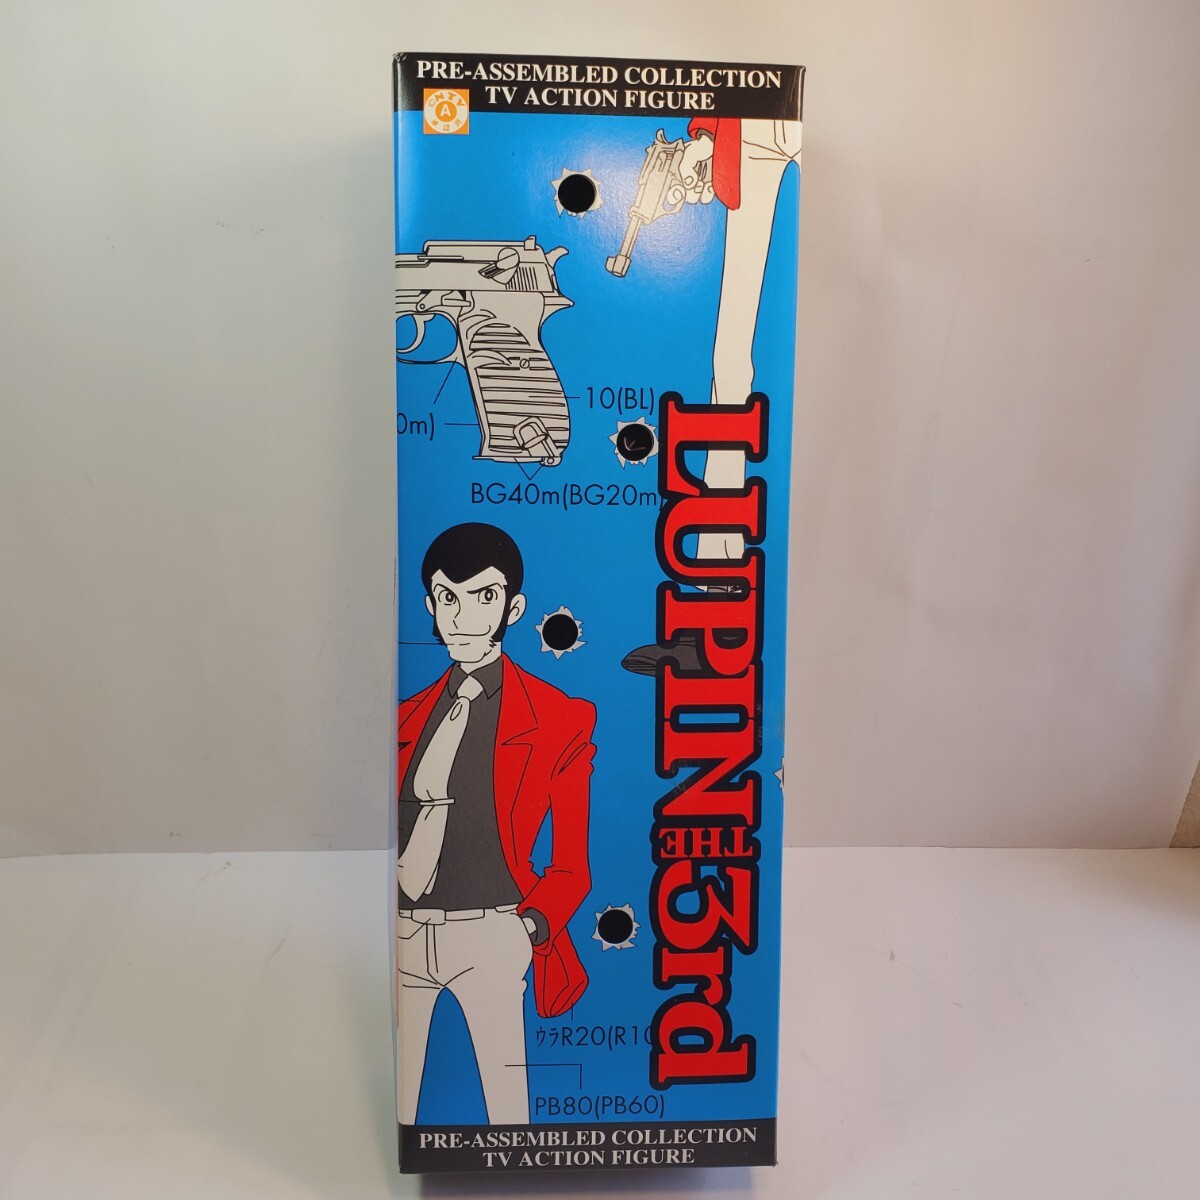 PRE-ASSEMBLED COLLECTION
TV ACTION FIGURE
A
10(BL)
0m)
BG40m(BG20m)
LUPIN THE 3rd
ウラR20(R10
PB80(PB60)
PRE-ASSEMBLED COLLECTION
TV ACTION FIGURE